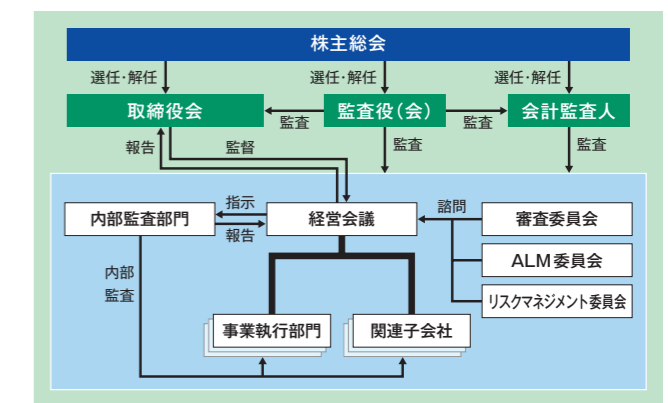 株主総会
選任・解任
選任・解任
選任・解任
取締役会
監査
監査役(会)
監査
会計監査人
報告
監督
監査
監査
内部監査部門
指示
報告
経営会議
諮問
審査委員会
ALM委員会
リスクマネジメント委員会
内部
監査
事業執行部門
関連子会社